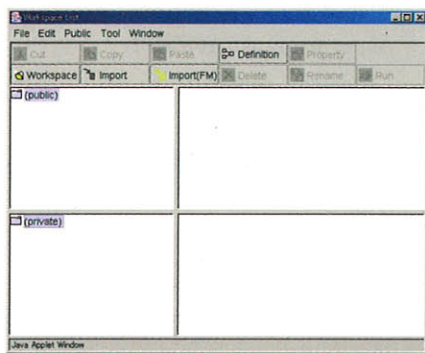 Workspace List
File Edit Public Tool Window
Cut Copy Paste Definition Property
Workspace Import Import(FM) Delete Rename Run
(public)
(private)
Java Applet Window